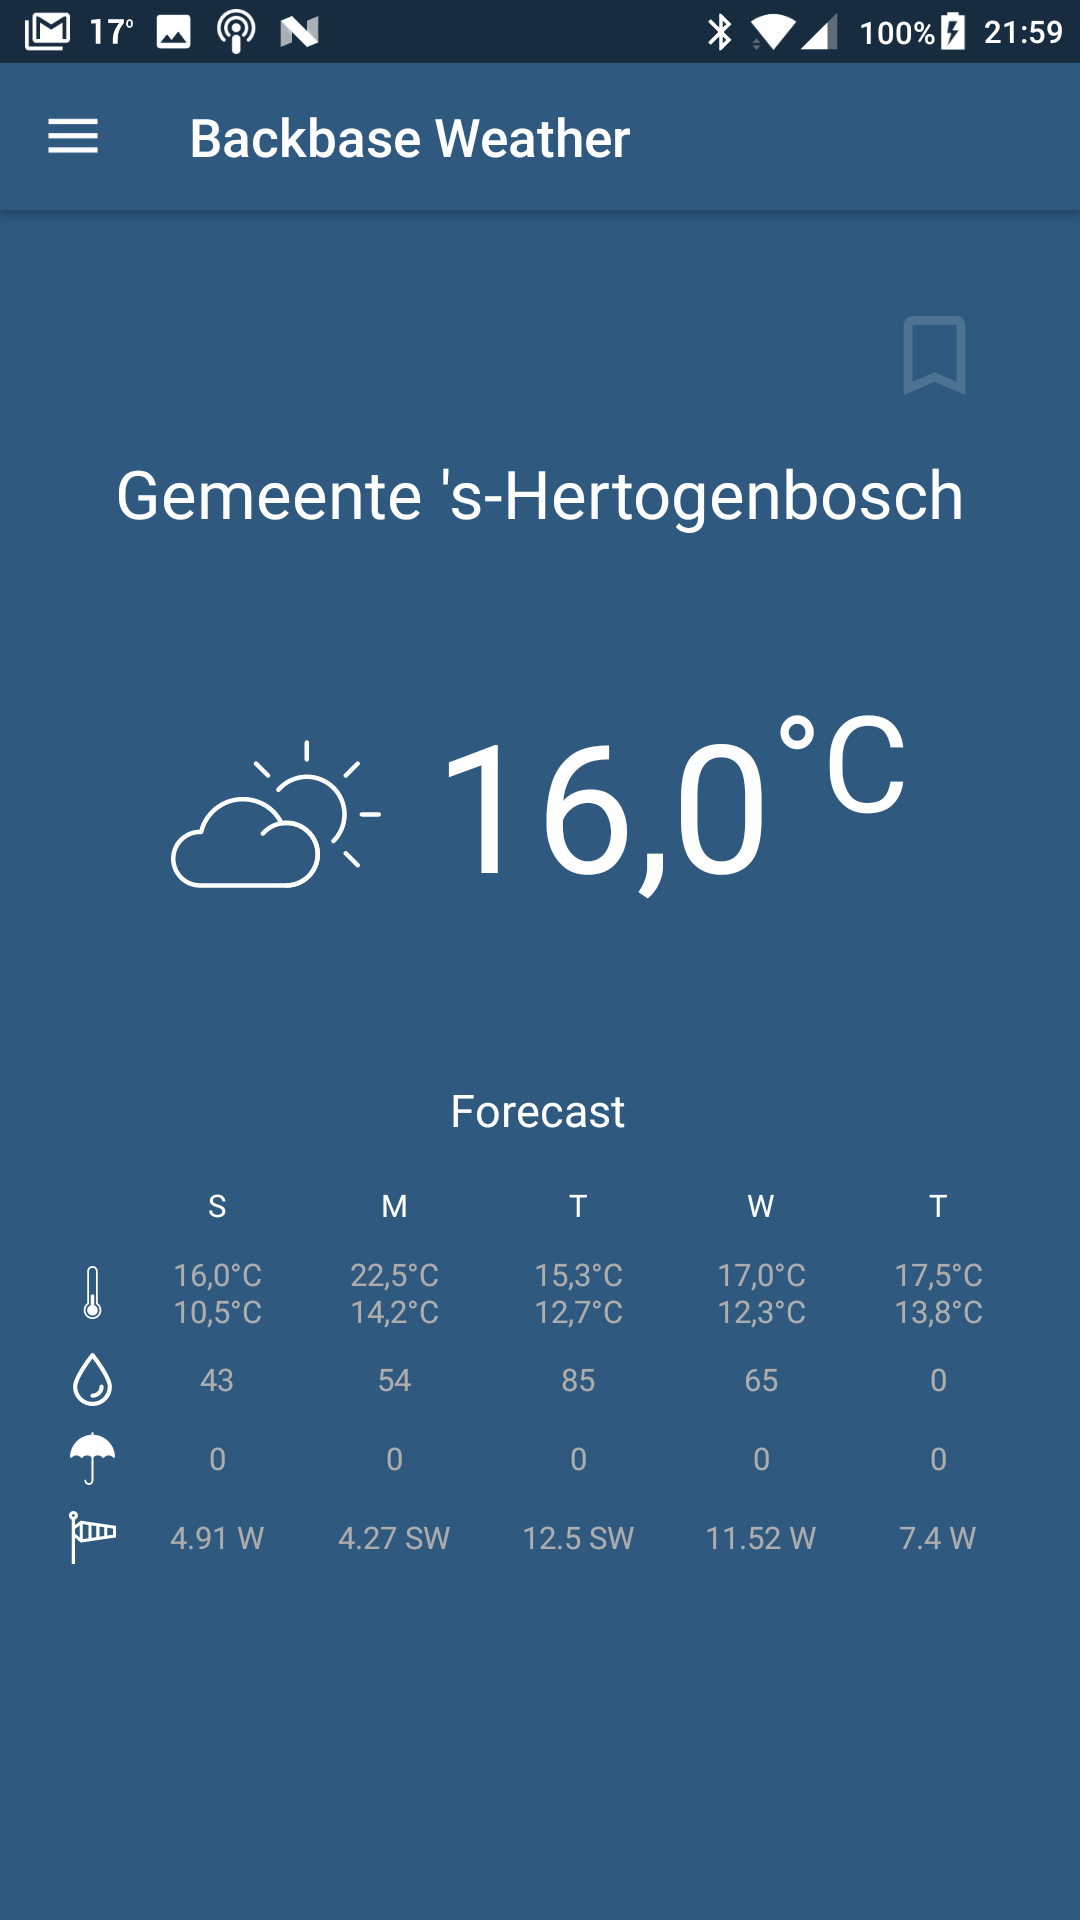 17° 100% 21:59
Backbase Weather
Gemeente 's-Hertogenbosch
16,0°C
Forecast
S M T W T
16,0°C 22,5°C 15,3°C 17,0°C 17,5°C
10,5°C 14,2°C 12,7°C 12,3°C 13,8°C
43 54 85 65 0
0 0 0 0 0
4.91 W 4.27 SW 12.5 SW 11.52 W 7.4 W